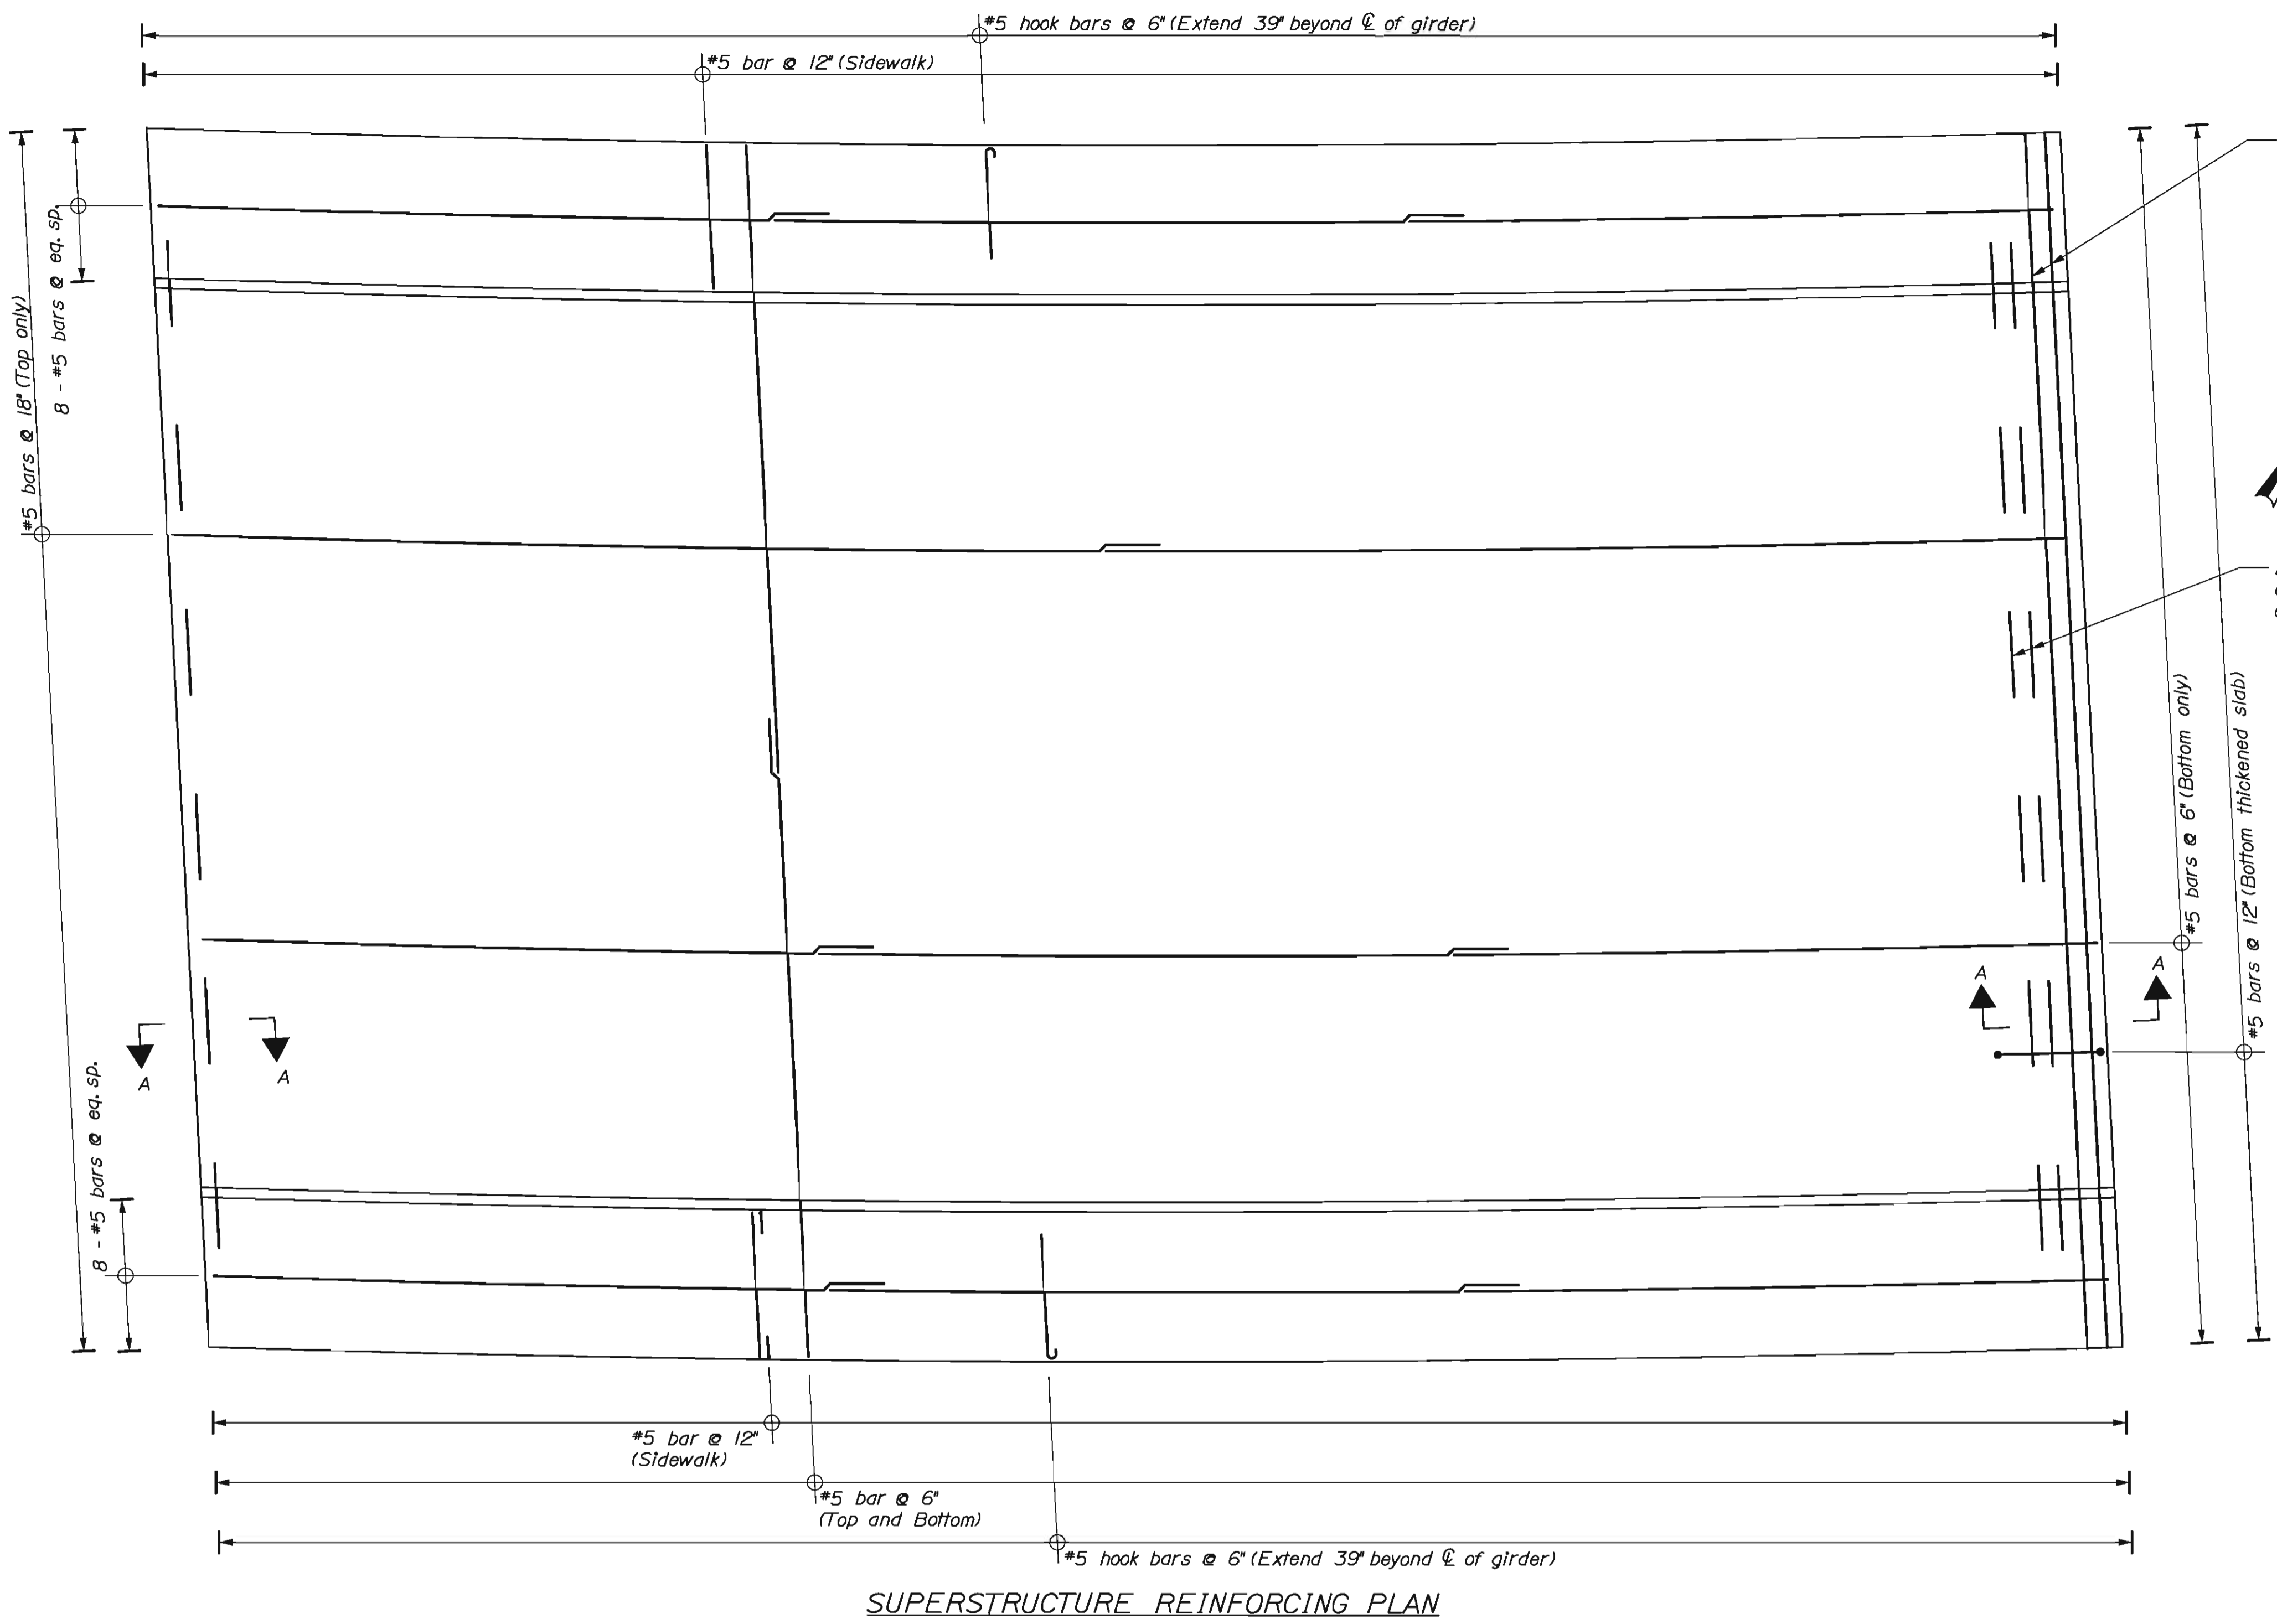 #5 hook bars @ 6" (Extend 39" beyond ℄ of girder)
#5 bar @ 12" (Sidewalk)
#5 bars @ 18" (Top only)
8 - #5 bars @ eq. sp.
#5 bars @ 6" (Bottom only)
#5 bars @ 12" (Bottom thickened slab)
A
A
A
A
8 - #5 bars @ eq. sp.
#5 bar @ 12"
(Sidewalk)
#5 bar @ 6"
(Top and Bottom)
#5 hook bars @ 6" (Extend 39" beyond ℄ of girder)
SUPERSTRUCTURE REINFORCING PLAN